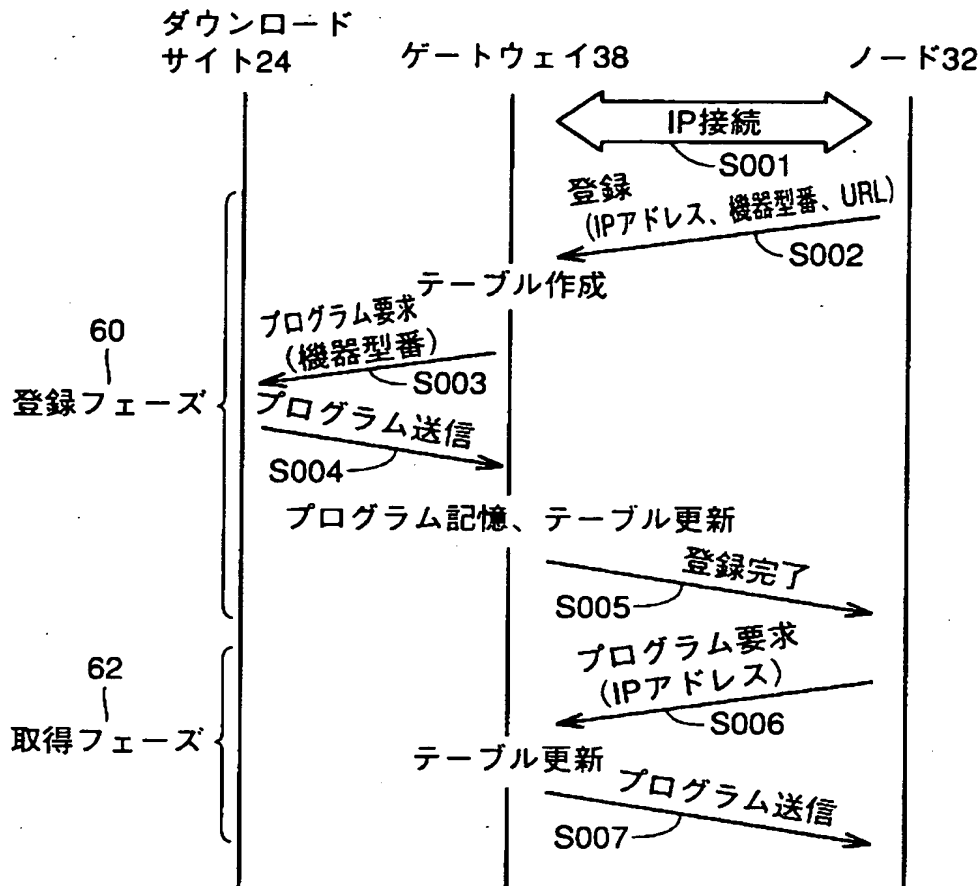 ダウンロード
サイト24
ゲートウェイ38
ノード32
IP接続
S001
登録
(IPアドレス、機器型番、URL)
S002
テーブル作成
プログラム要求
(機器型番)
S003
60
登録フェーズ
プログラム送信
S004
プログラム記憶、テーブル更新
登録完了
S005
プログラム要求
(IPアドレス)
S006
62
取得フェーズ
テーブル更新
プログラム送信
S007